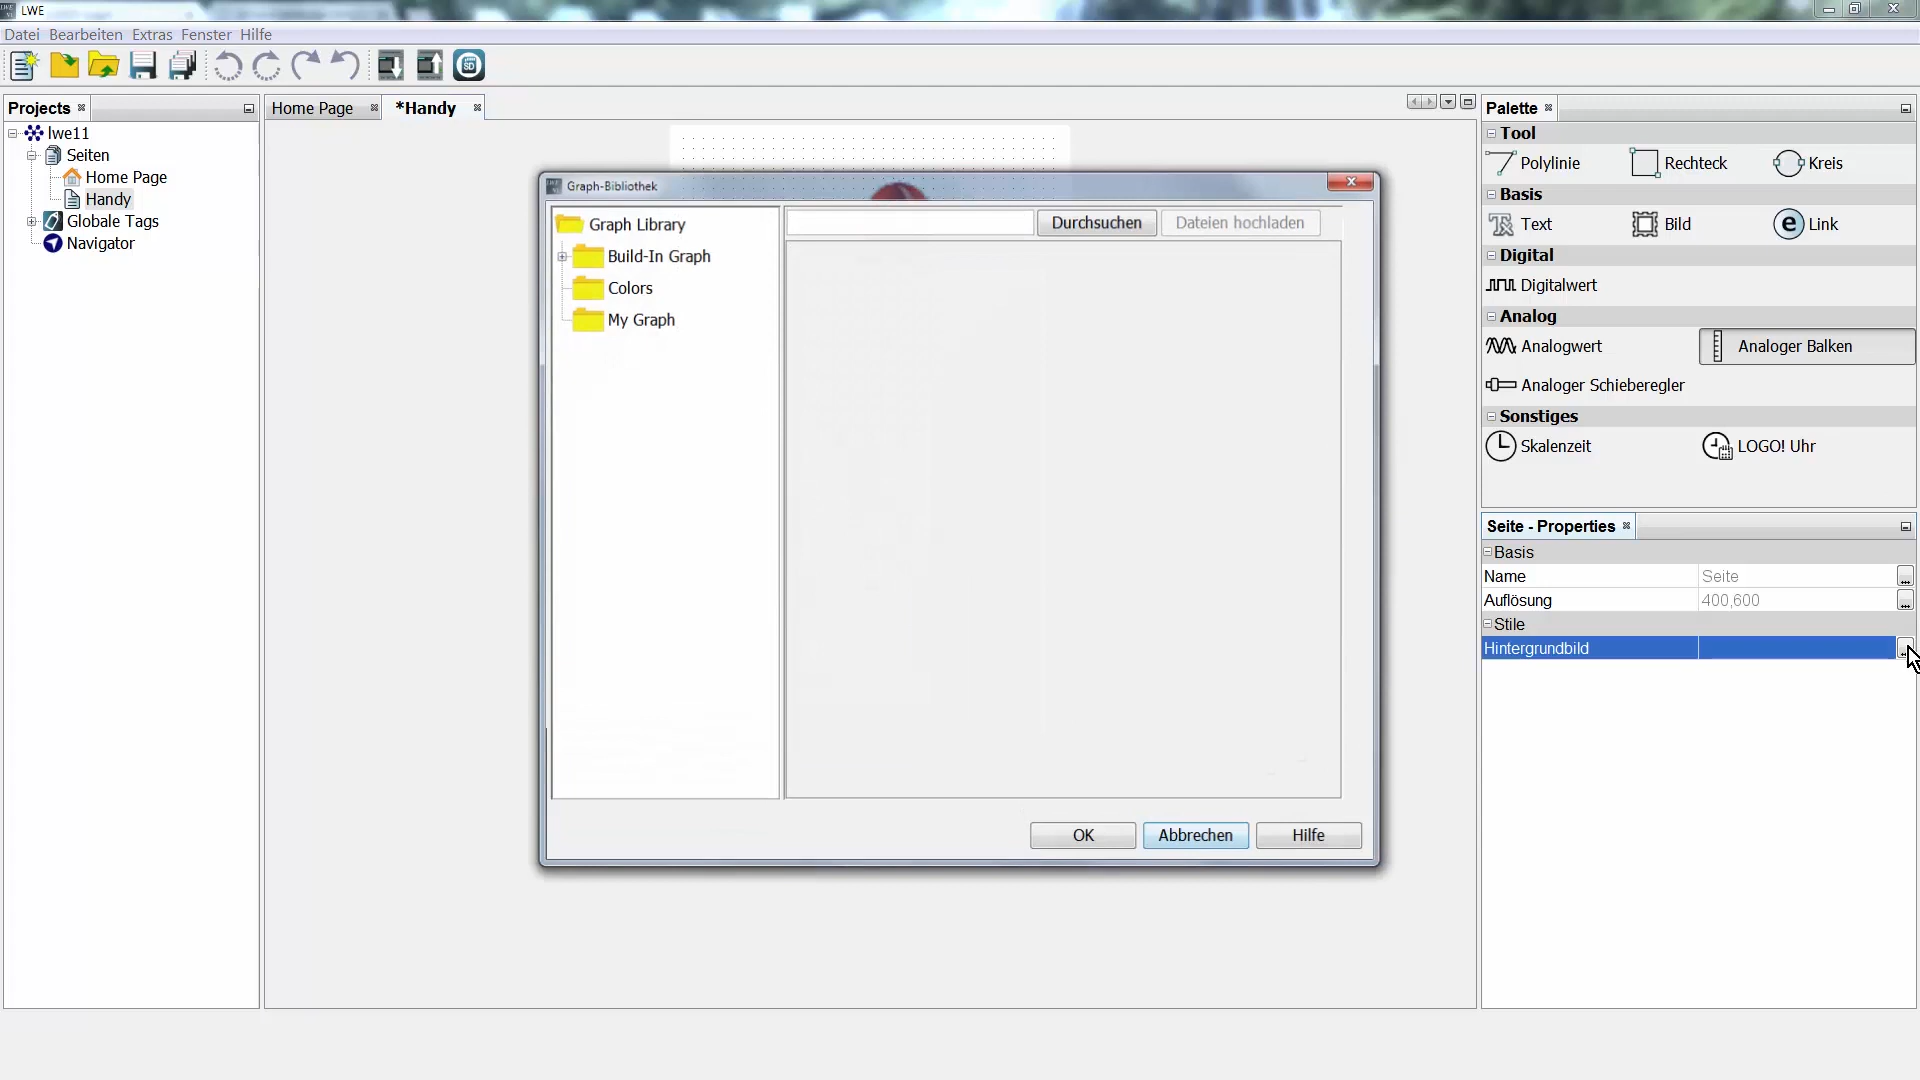 LWE
Datei Bearbeiten Extras Fenster Hilfe
SD
Projects
lwe11
Seiten
Home Page
Handy
Globale Tags
Navigator
Home Page
*Handy
Graph-Bibliothek
Graph Library
Build-In Graph
Colors
My Graph
Durchsuchen
Dateien hochladen
OK
Abbrechen
Hilfe
Palette
Tool
Polylinie
Rechteck
Kreis
Basis
Text
Bild
Link
Digital
Digitalwert
Analog
Analogwert
Analoger Balken
Analoger Schieberegler
Sonstiges
Skalenzeit
LOGO! Uhr
Seite - Properties
Basis
Name Seite ...
Auflösung 400,600 ...
Stile
Hintergrundbild